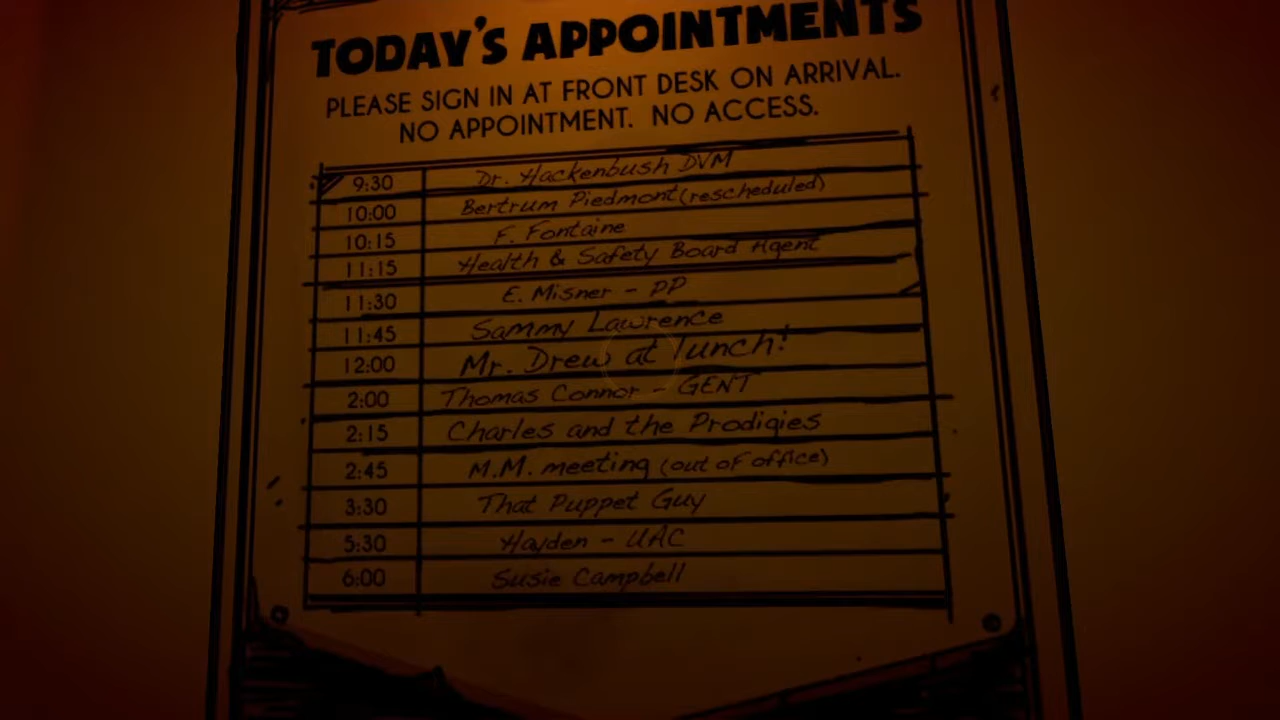 TODAY'S APPOINTMENTS
PLEASE SIGN IN AT FRONT DESK ON ARRIVAL.
NO APPOINTMENT. NO ACCESS.
9:30 Dr. Hackenbush DVM
10:00 Bertrum Piedmont (rescheduled)
10:15 F. Fontaine
11:15 Health & Safety Board Agent
11:30 E. Misner - PP
11:45 Sammy Lawrence
12:00 Mr. Drew at lunch!
2:00 Thomas Connor - GENT
2:15 Charles and the Prodigies
2:45 M.M. meeting (out of office)
3:30 That Puppet Guy
5:30 Hayden - UAC
6:00 Susie Campbell